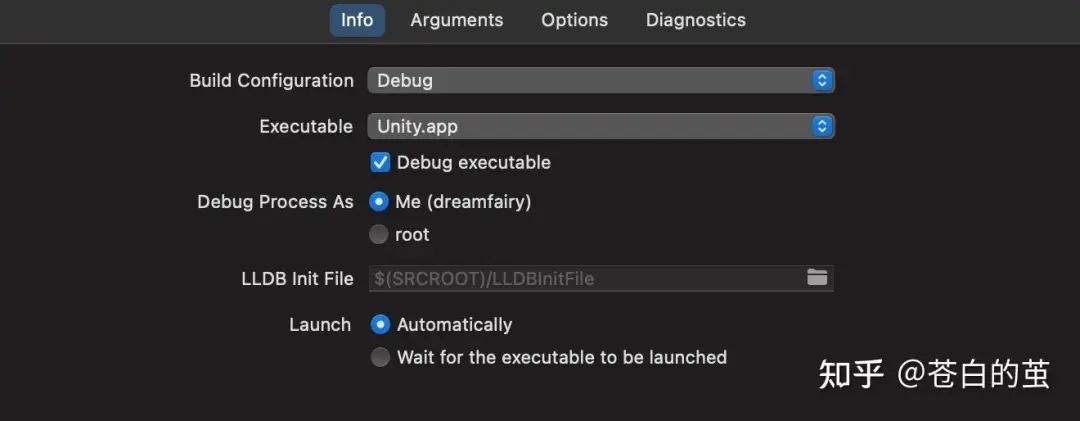 Info Arguments Options Diagnostics
Build Configuration Debug
Executable Unity.app
Debug executable
Debug Process As Me (dreamfairy)
root
LLDB Init File $(SRCROOT)/LLDBInitFile
Launch Automatically
Wait for the executable to be launched
知乎 @苍白的茧